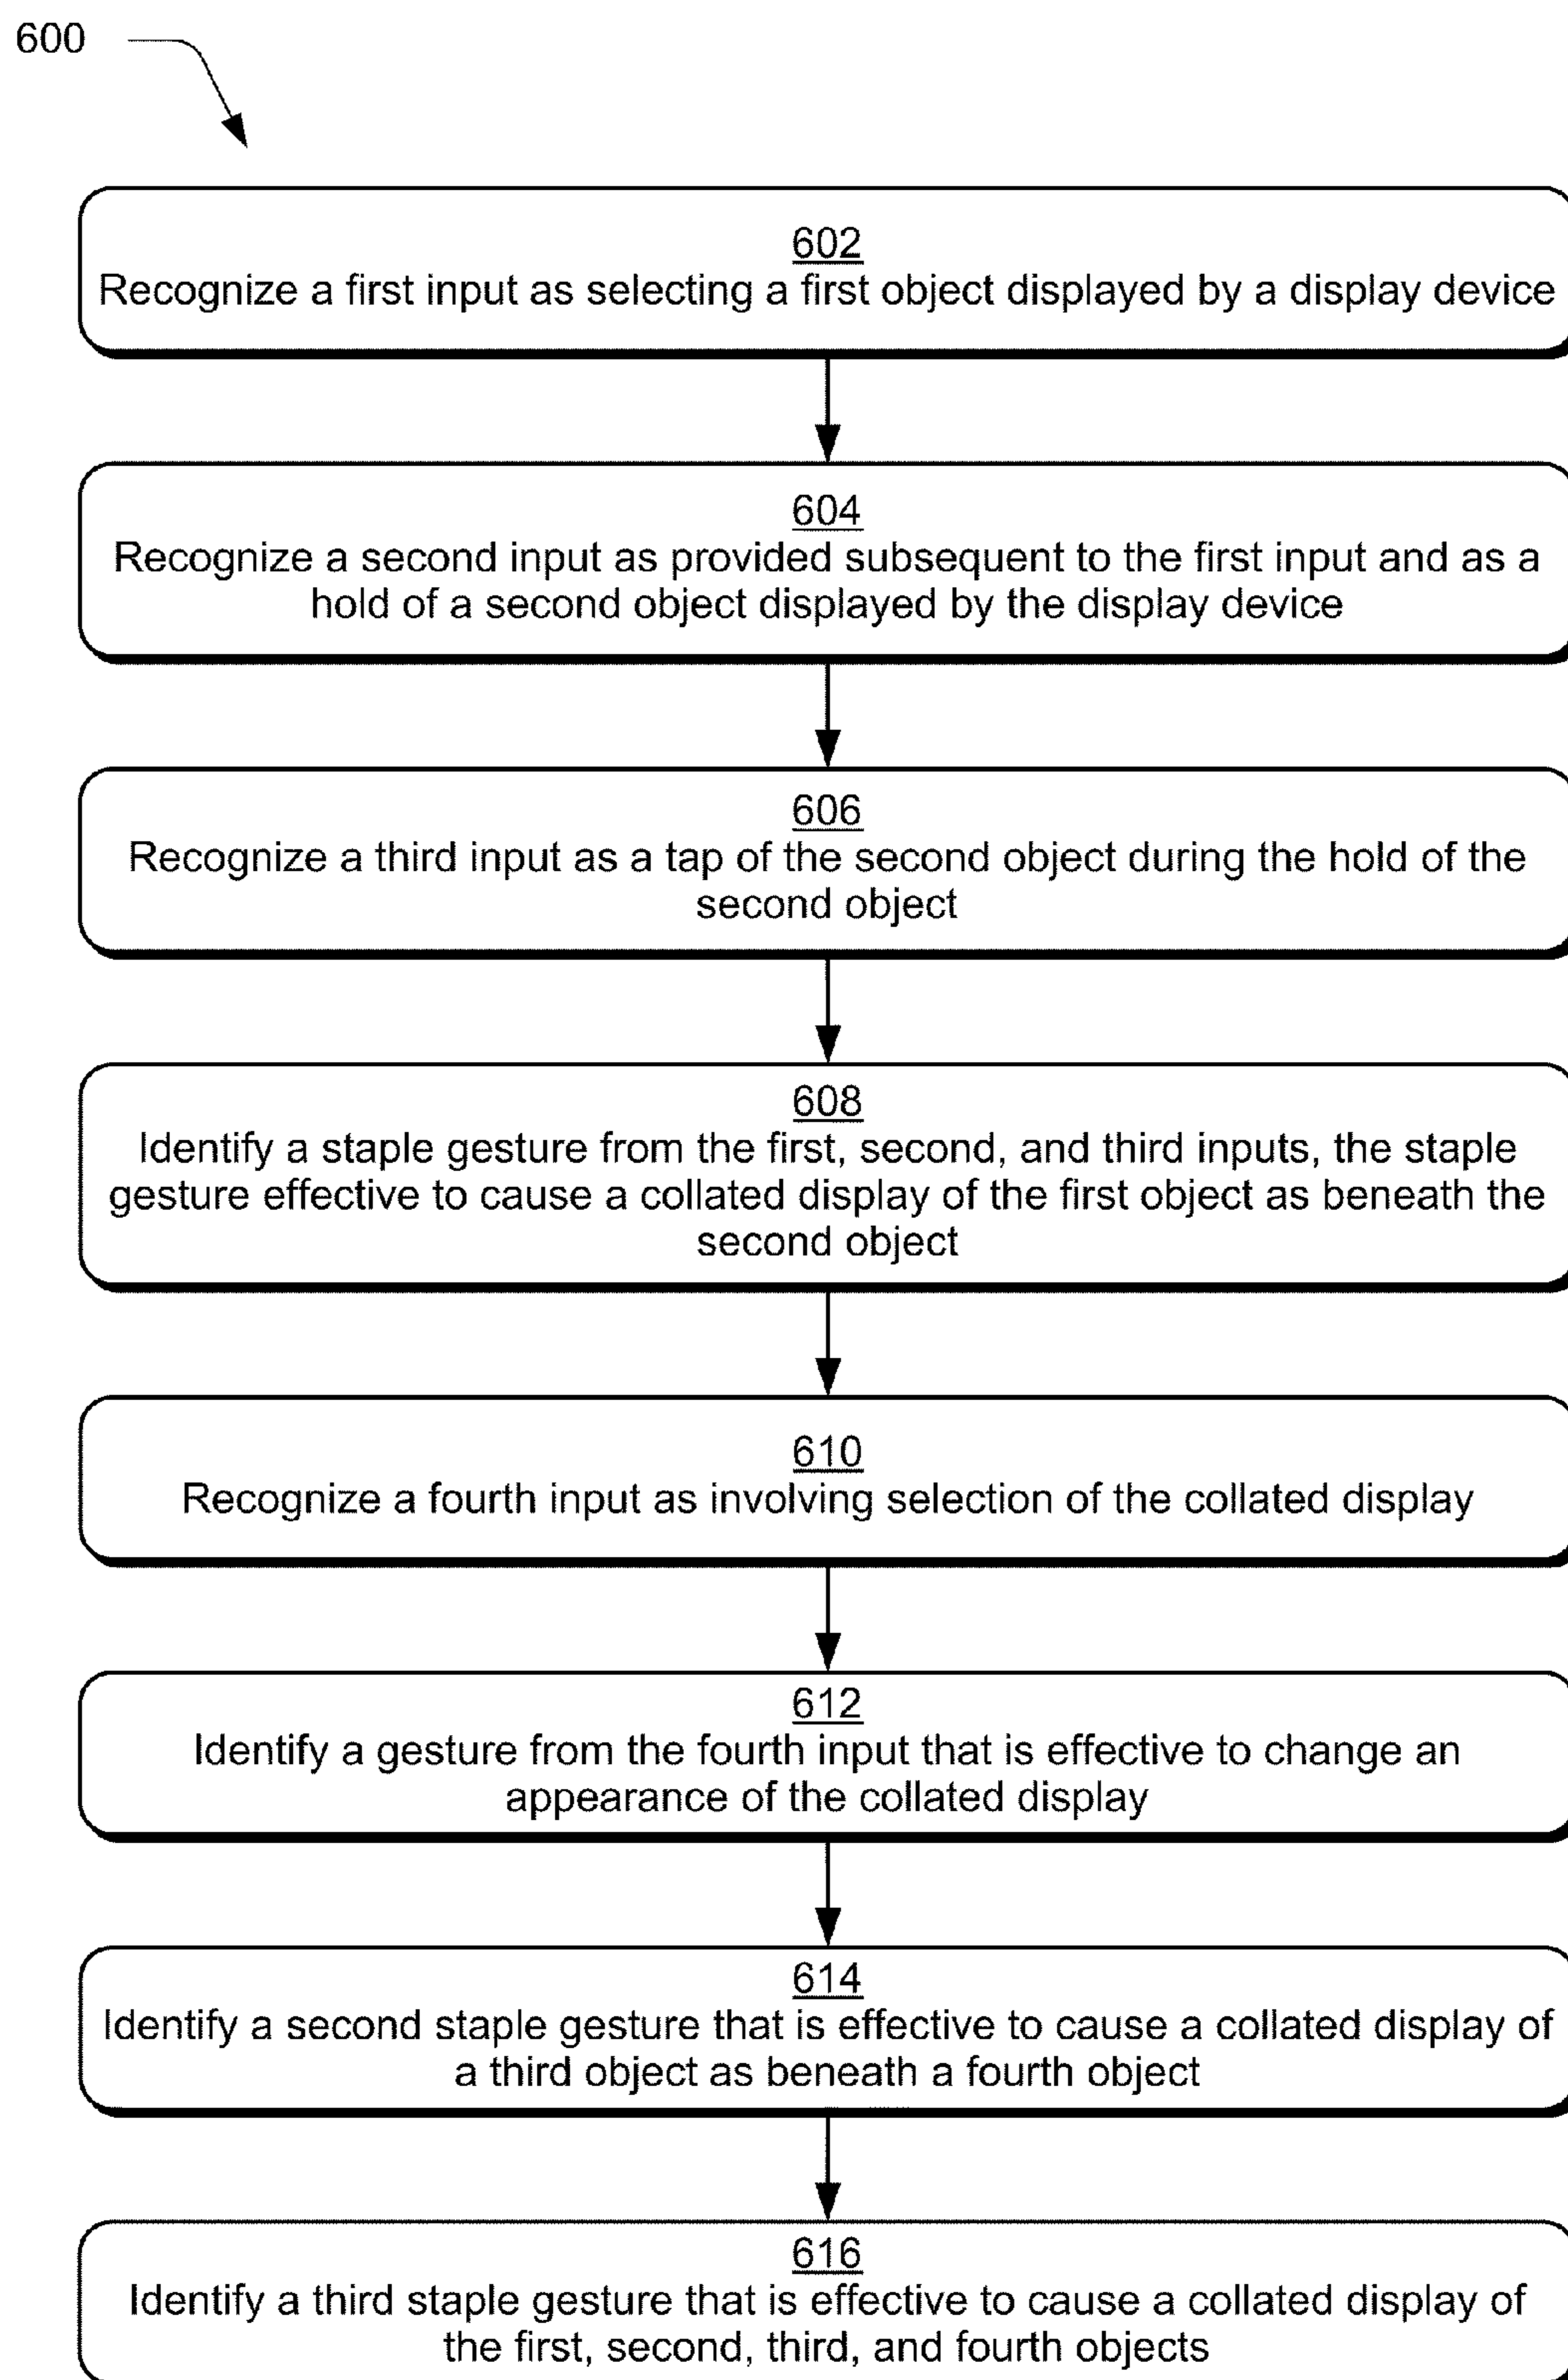 600
602
Recognize a first input as selecting a first object displayed by a display device
604
Recognize a second input as provided subsequent to the first input and as a
hold of a second object displayed by the display device
606
Recognize a third input as a tap of the second object during the hold of the
second object
608
Identify a staple gesture from the first, second, and third inputs, the staple
gesture effective to cause a collated display of the first object as beneath the
second object
610
Recognize a fourth input as involving selection of the collated display
612
Identify a gesture from the fourth input that is effective to change an
appearance of the collated display
614
Identify a second staple gesture that is effective to cause a collated display of
a third object as beneath a fourth object
616
Identify a third staple gesture that is effective to cause a collated display of
the first, second, third, and fourth objects